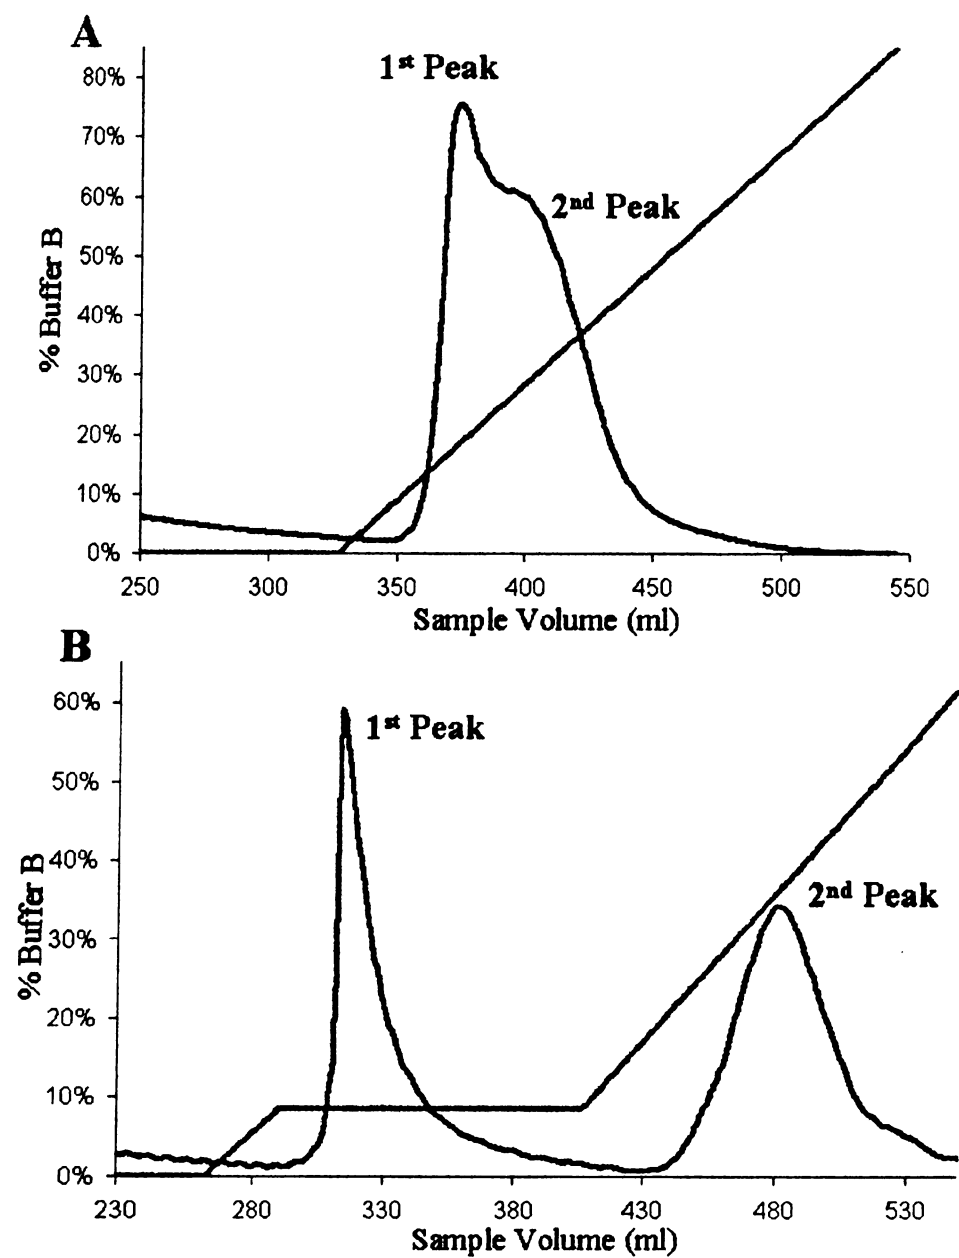 A
1st Peak
80%
70%
60%
2nd Peak
50%
40%
30%
20%
10%
0%
% Buffer B
250 300 350 400 450 500 550
Sample Volume (ml)
B
60%
1st Peak
50%
40%
2nd Peak
30%
20%
10%
0%
% Buffer B
230 280 330 380 430 480 530
Sample Volume (ml)